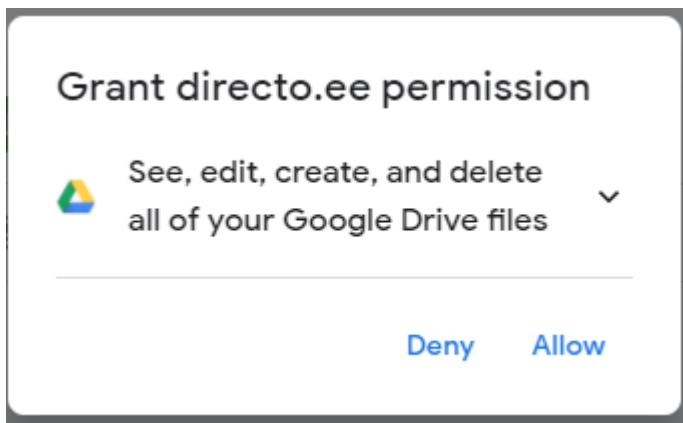 Grant directo.ee permission
See, edit, create, and delete
all of your Google Drive files
Deny Allow